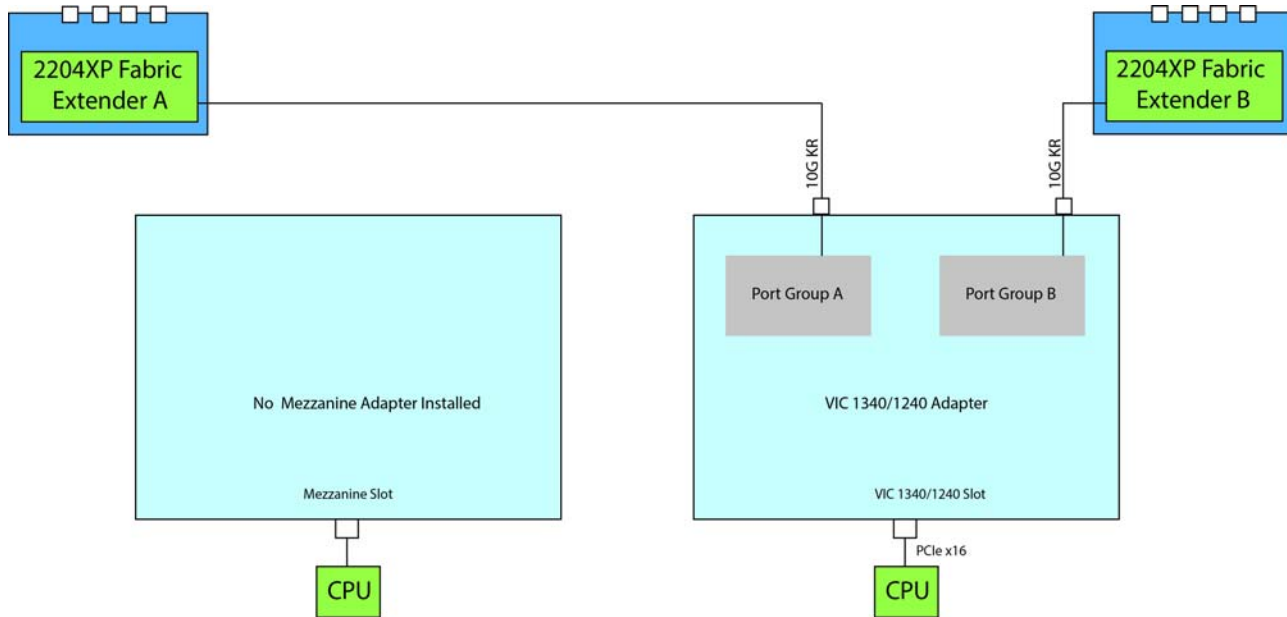 2204XP Fabric
Extender A
2204XP Fabric
Extender B
10G KR
10G KR
Port Group A
Port Group B
No Mezzanine Adapter Installed
VIC 1340/1240 Adapter
Mezzanine Slot
VIC 1340/1240 Slot
PCIe x16
CPU
CPU